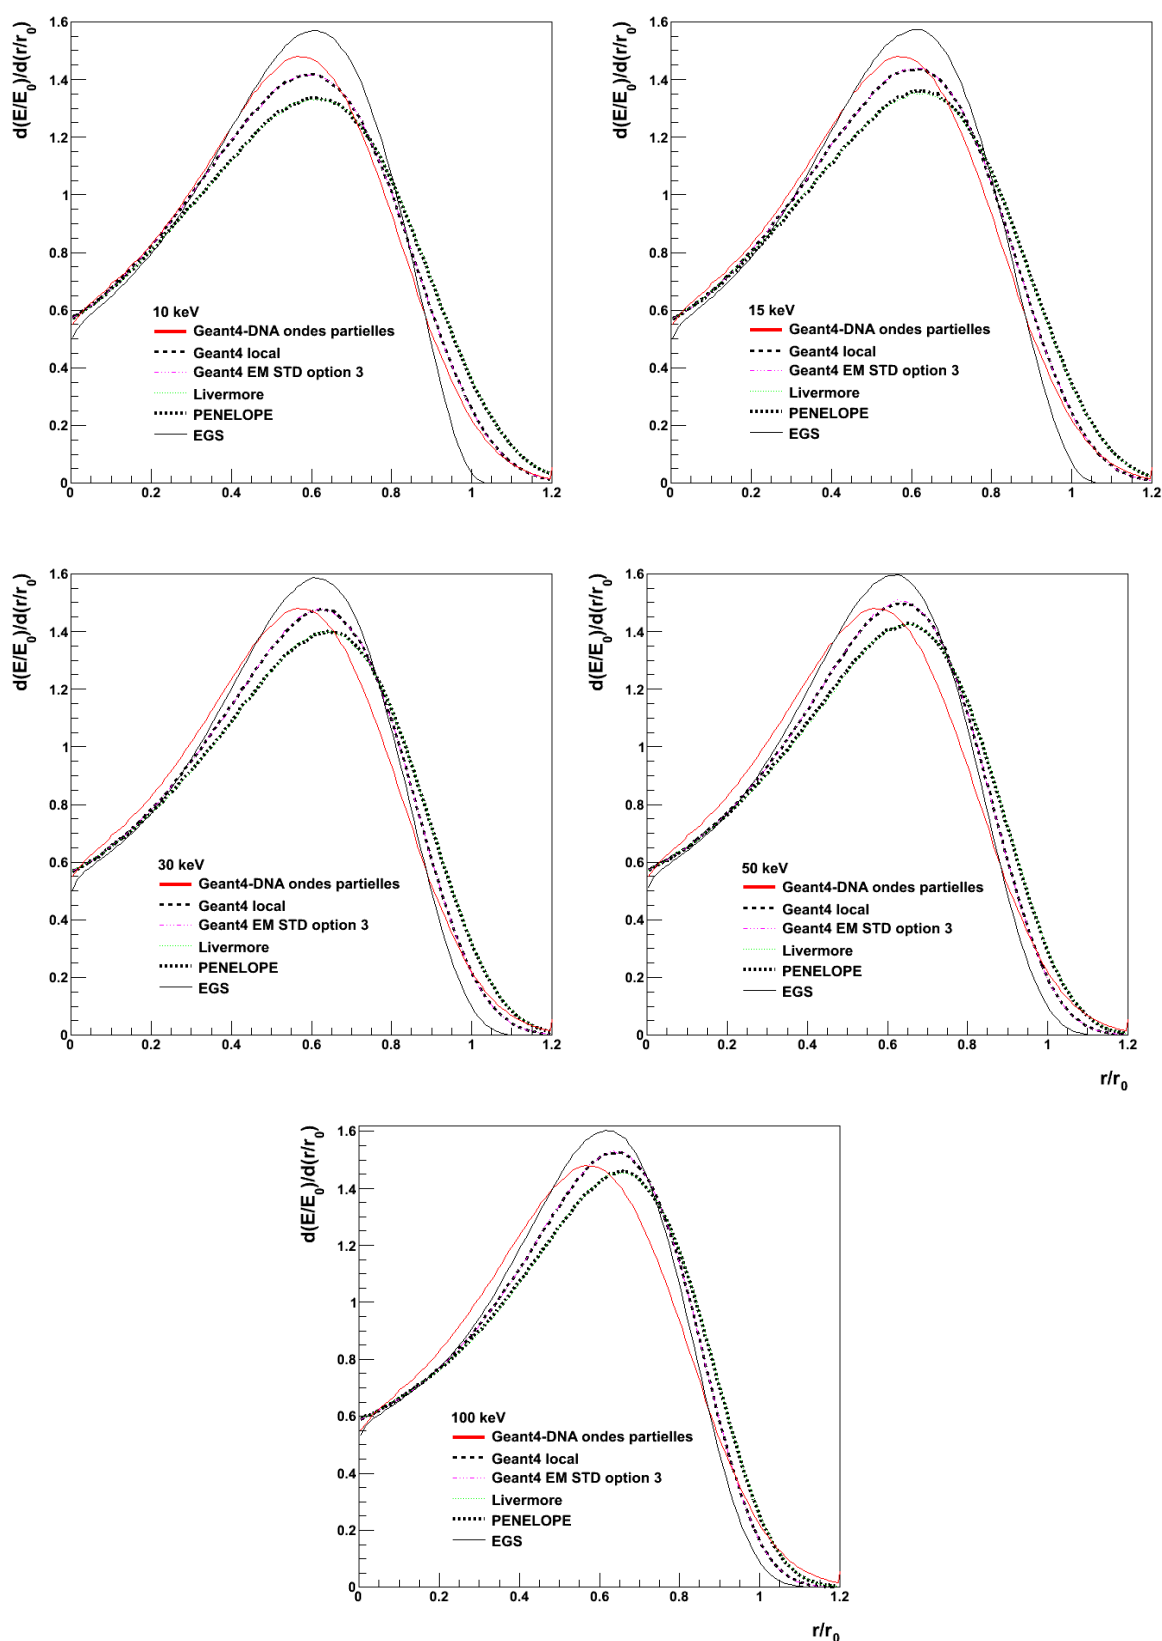 d(E/E0)/d(r/r0)
1.6
1.4
1.2
1
0.8
0.6
0.4
0.2
0
10 keV
Geant4-DNA ondes partielles
Geant4 local
Geant4 EM STD option 3
Livermore
PENELOPE
EGS
0 0.2 0.4 0.6 0.8 1 1.2
d(E/E0)/d(r/r0)
1.6
1.4
1.2
1
0.8
0.6
0.4
0.2
0
15 keV
Geant4-DNA ondes partielles
Geant4 local
Geant4 EM STD option 3
Livermore
PENELOPE
EGS
0 0.2 0.4 0.6 0.8 1 1.2
d(E/E0)/d(r/r0)
1.6
1.4
1.2
1
0.8
0.6
0.4
0.2
0
30 keV
Geant4-DNA ondes partielles
Geant4 local
Geant4 EM STD option 3
Livermore
PENELOPE
EGS
0 0.2 0.4 0.6 0.8 1 1.2
d(E/E0)/d(r/r0)
1.6
1.4
1.2
1
0.8
0.6
0.4
0.2
0
50 keV
Geant4-DNA ondes partielles
Geant4 local
Geant4 EM STD option 3
Livermore
PENELOPE
EGS
0 0.2 0.4 0.6 0.8 1 1.2
r/r0
d(E/E0)/d(r/r0)
1.6
1.4
1.2
1
0.8
0.6
0.4
0.2
0
100 keV
Geant4-DNA ondes partielles
Geant4 local
Geant4 EM STD option 3
Livermore
PENELOPE
EGS
0 0.2 0.4 0.6 0.8 1 1.2
r/r0